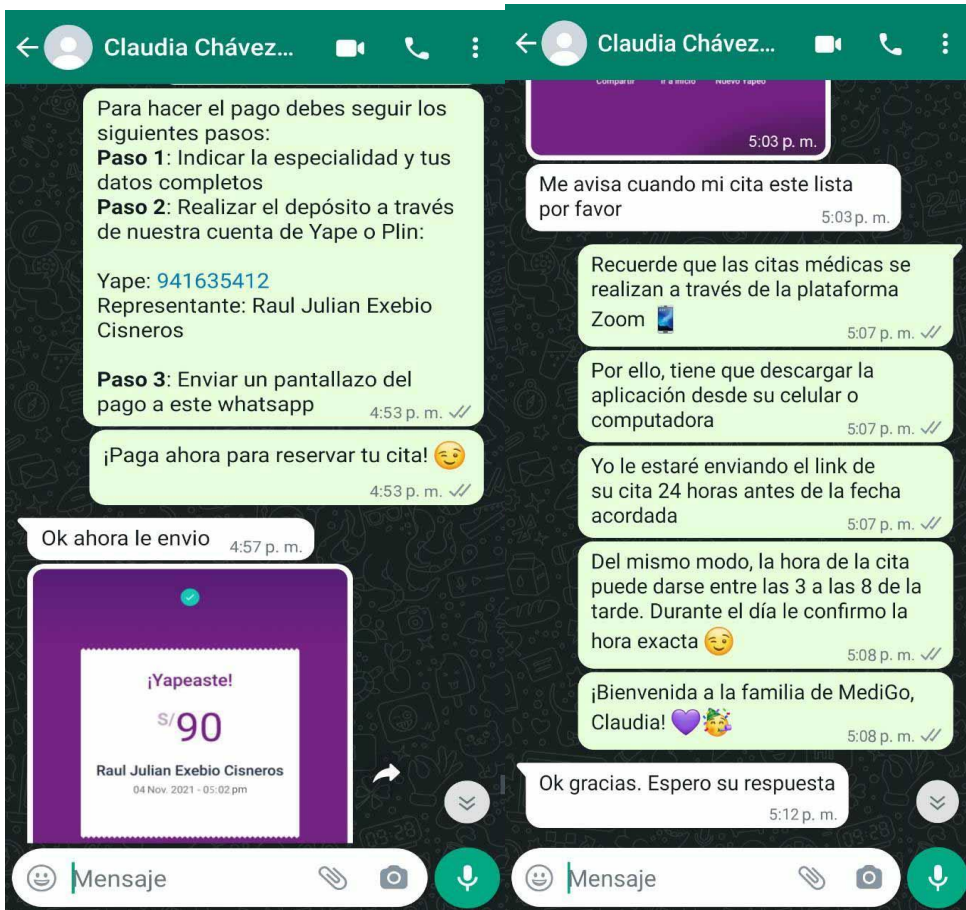 Claudia Chávez...
Para hacer el pago debes seguir los
siguientes pasos:
Paso 1: Indicar la especialidad y tus
datos completos
Paso 2: Realizar el depósito a través
de nuestra cuenta de Yape o Plin:
Yape: 941635412
Representante: Raul Julian Exebio
Cisneros
Paso 3: Enviar un pantallazo del
pago a este whatsapp
4:53 p. m.
¡Paga ahora para reservar tu cita! 😉
4:53 p. m.
Ok ahora le envio
4:57 p. m.
¡Yapeaste!
S/90
Raul Julian Exebio Cisneros
04 Nov. 2021 - 05:02 pm
Mensaje
Claudia Chávez...
Compartir Ir a inicio Nuevo Yapeo
5:03 p. m.
Me avisa cuando mi cita este lista
por favor
5:03 p. m.
Recuerde que las citas médicas se
realizan a través de la plataforma
Zoom 📱
5:07 p. m.
Por ello, tiene que descargar la
aplicación desde su celular o
computadora
5:07 p. m.
Yo le estaré enviando el link de
su cita 24 horas antes de la fecha
acordada
5:07 p. m.
Del mismo modo, la hora de la cita
puede darse entre las 3 a las 8 de la
tarde. Durante el día le confirmo la
hora exacta 😉
5:08 p. m.
¡Bienvenida a la familia de MediGo,
Claudia! 💜🥳
5:08 p. m.
Ok gracias. Espero su respuesta
5:12 p. m.
Mensaje